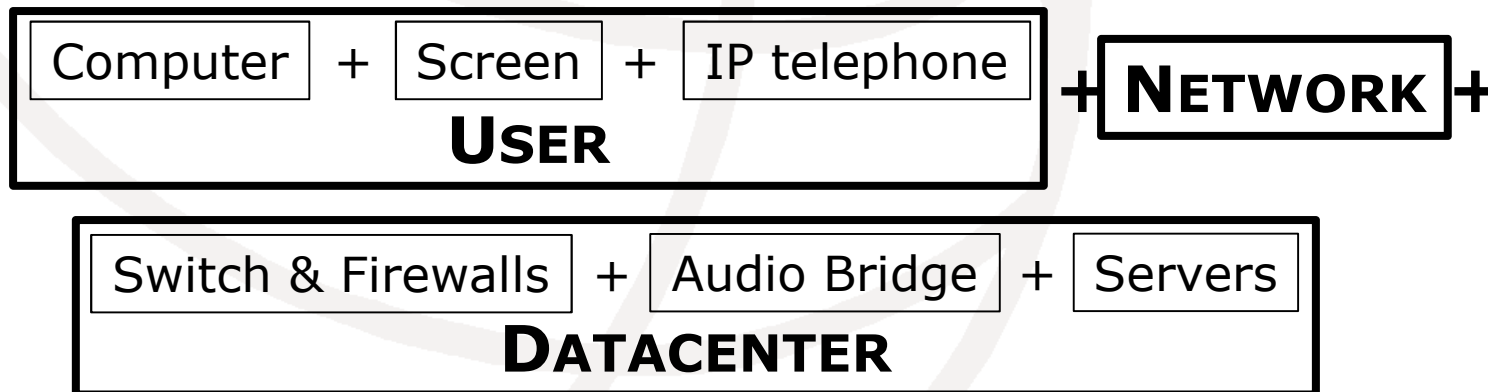 Computer + Screen + IP telephone
USER
+ NETWORK +
Switch & Firewalls + Audio Bridge + Servers
DATACENTER